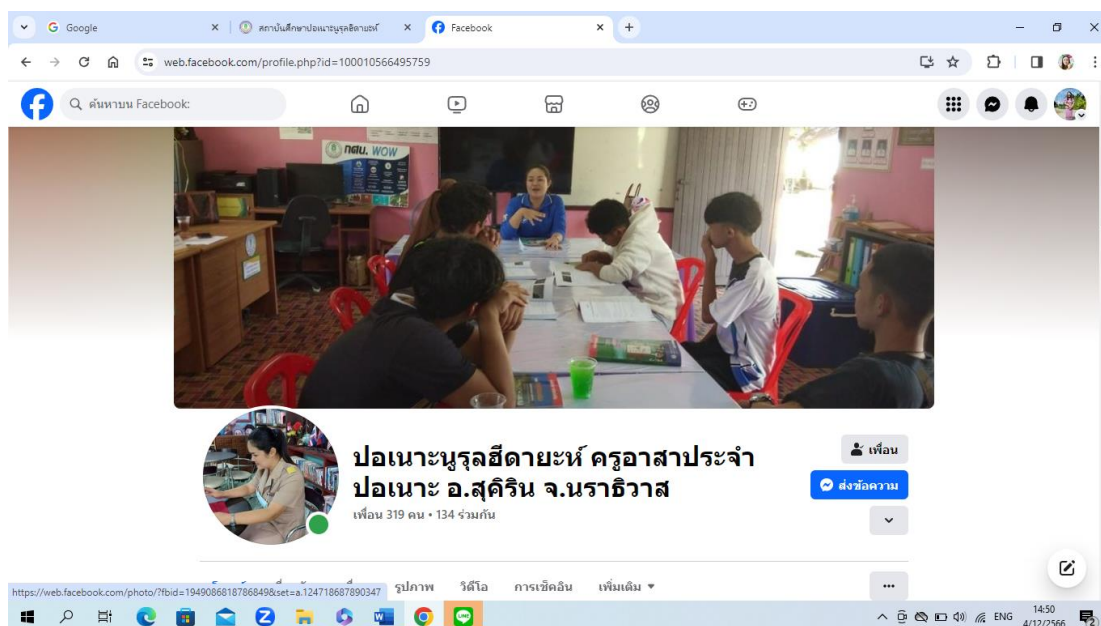 Google
สถาบันศึกษาปอเนาะนูรุลฮีดายะห์
Facebook
web.facebook.com/profile.php?id=100010566495759
ค้นหาบน Facebook:
กศน. WOW
ปอเนาะนูรุลฮีดายะห์ ครูอาสาประจำ
ปอเนาะ อ.สุคิริน จ.นราธิวาส
เพื่อน 319 คน • 134 ร่วมกัน
เพื่อน
ส่งข้อความ
รูปภาพ
วิดีโอ
การเช็คอิน
เพิ่มเติม
https://web.facebook.com/photo/?fbid=1949086818786849&set=a.124718687890347
ENG
14:50
4/12/2566